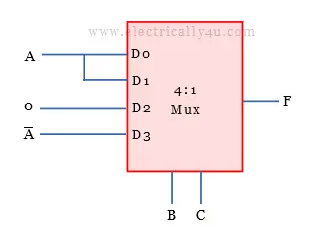 www.electrically4u.com
A D0
D1
4:1
0 D2 Mux
F
A̅ D3
B C